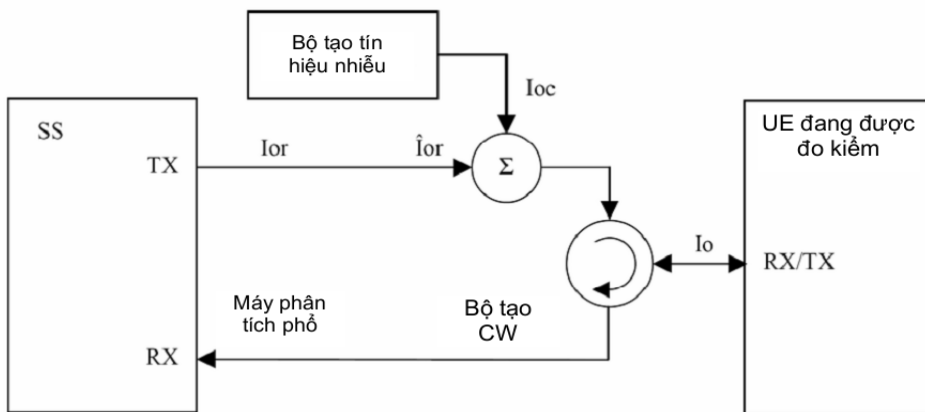 Bộ tạo tín
hiệu nhiễu
Ioc
SS
UE đang được
đo kiểm
TX
Ior
Îor
Σ
Io
RX/TX
Máy phân
tích phổ
Bộ tạo
CW
RX